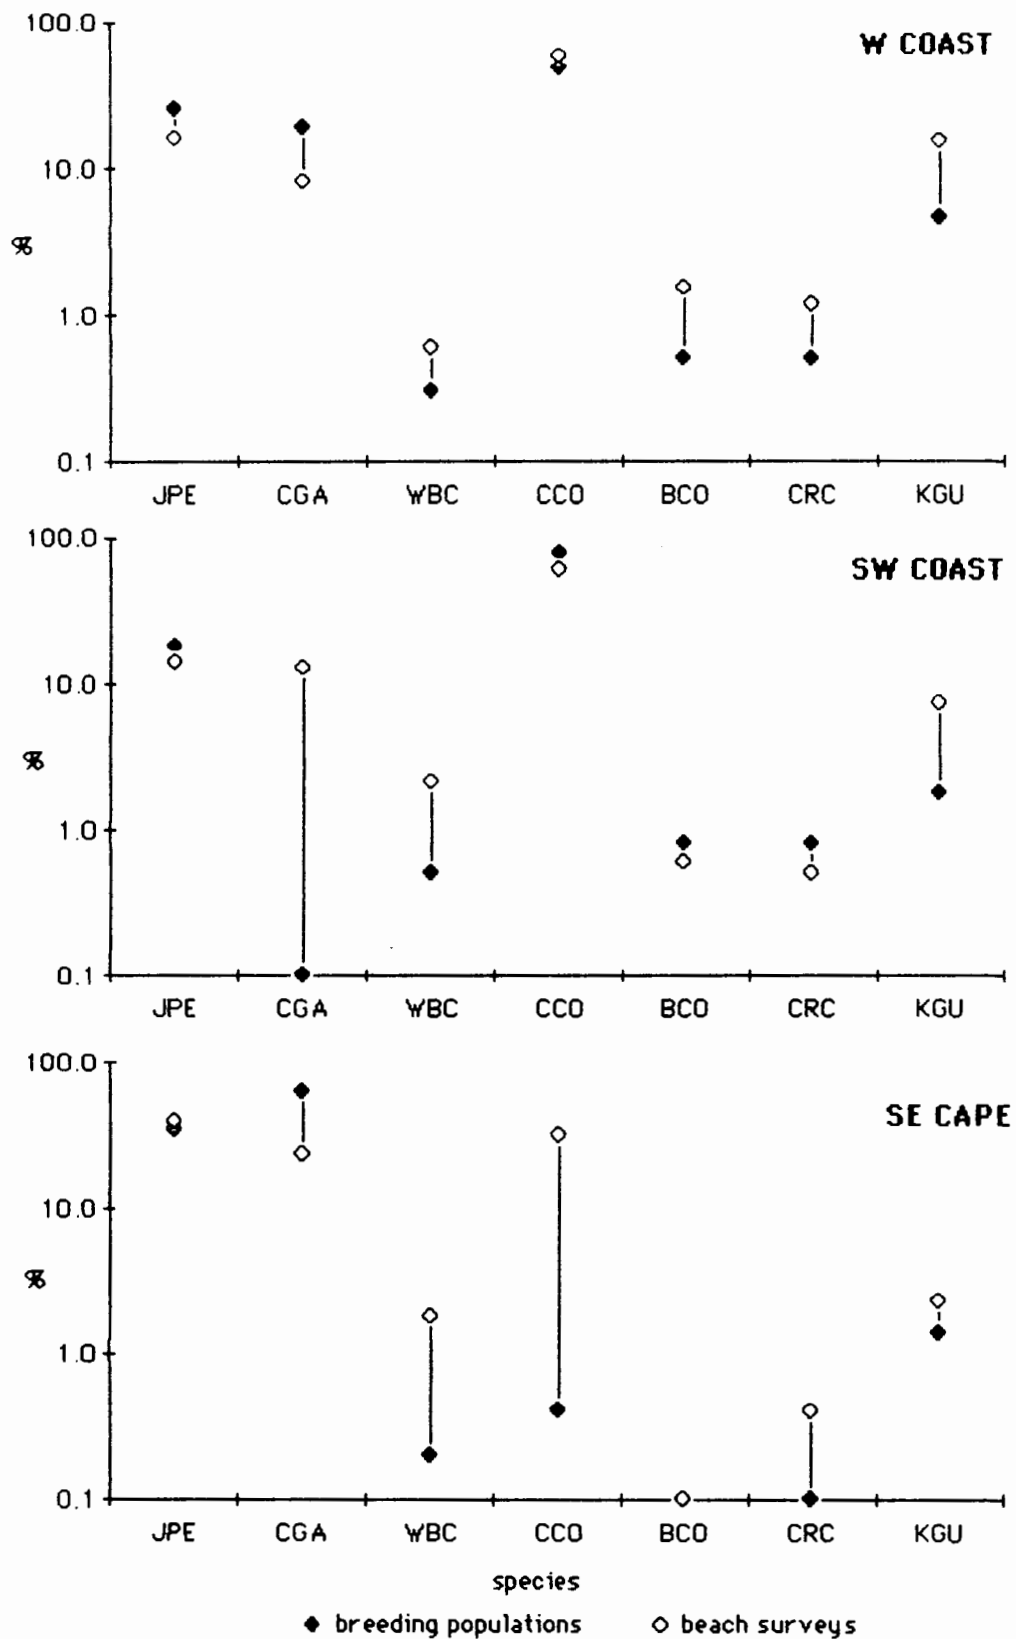 W COAST
100.0
10.0
%
1.0
0.1
JPE CGA WBC CCO BCO CRC KGU
SW COAST
100.0
10.0
%
1.0
0.1
JPE CGA WBC CCO BCO CRC KGU
SE CAPE
100.0
10.0
%
1.0
0.1
JPE CGA WBC CCO BCO CRC KGU
species
breeding populations beach surveys